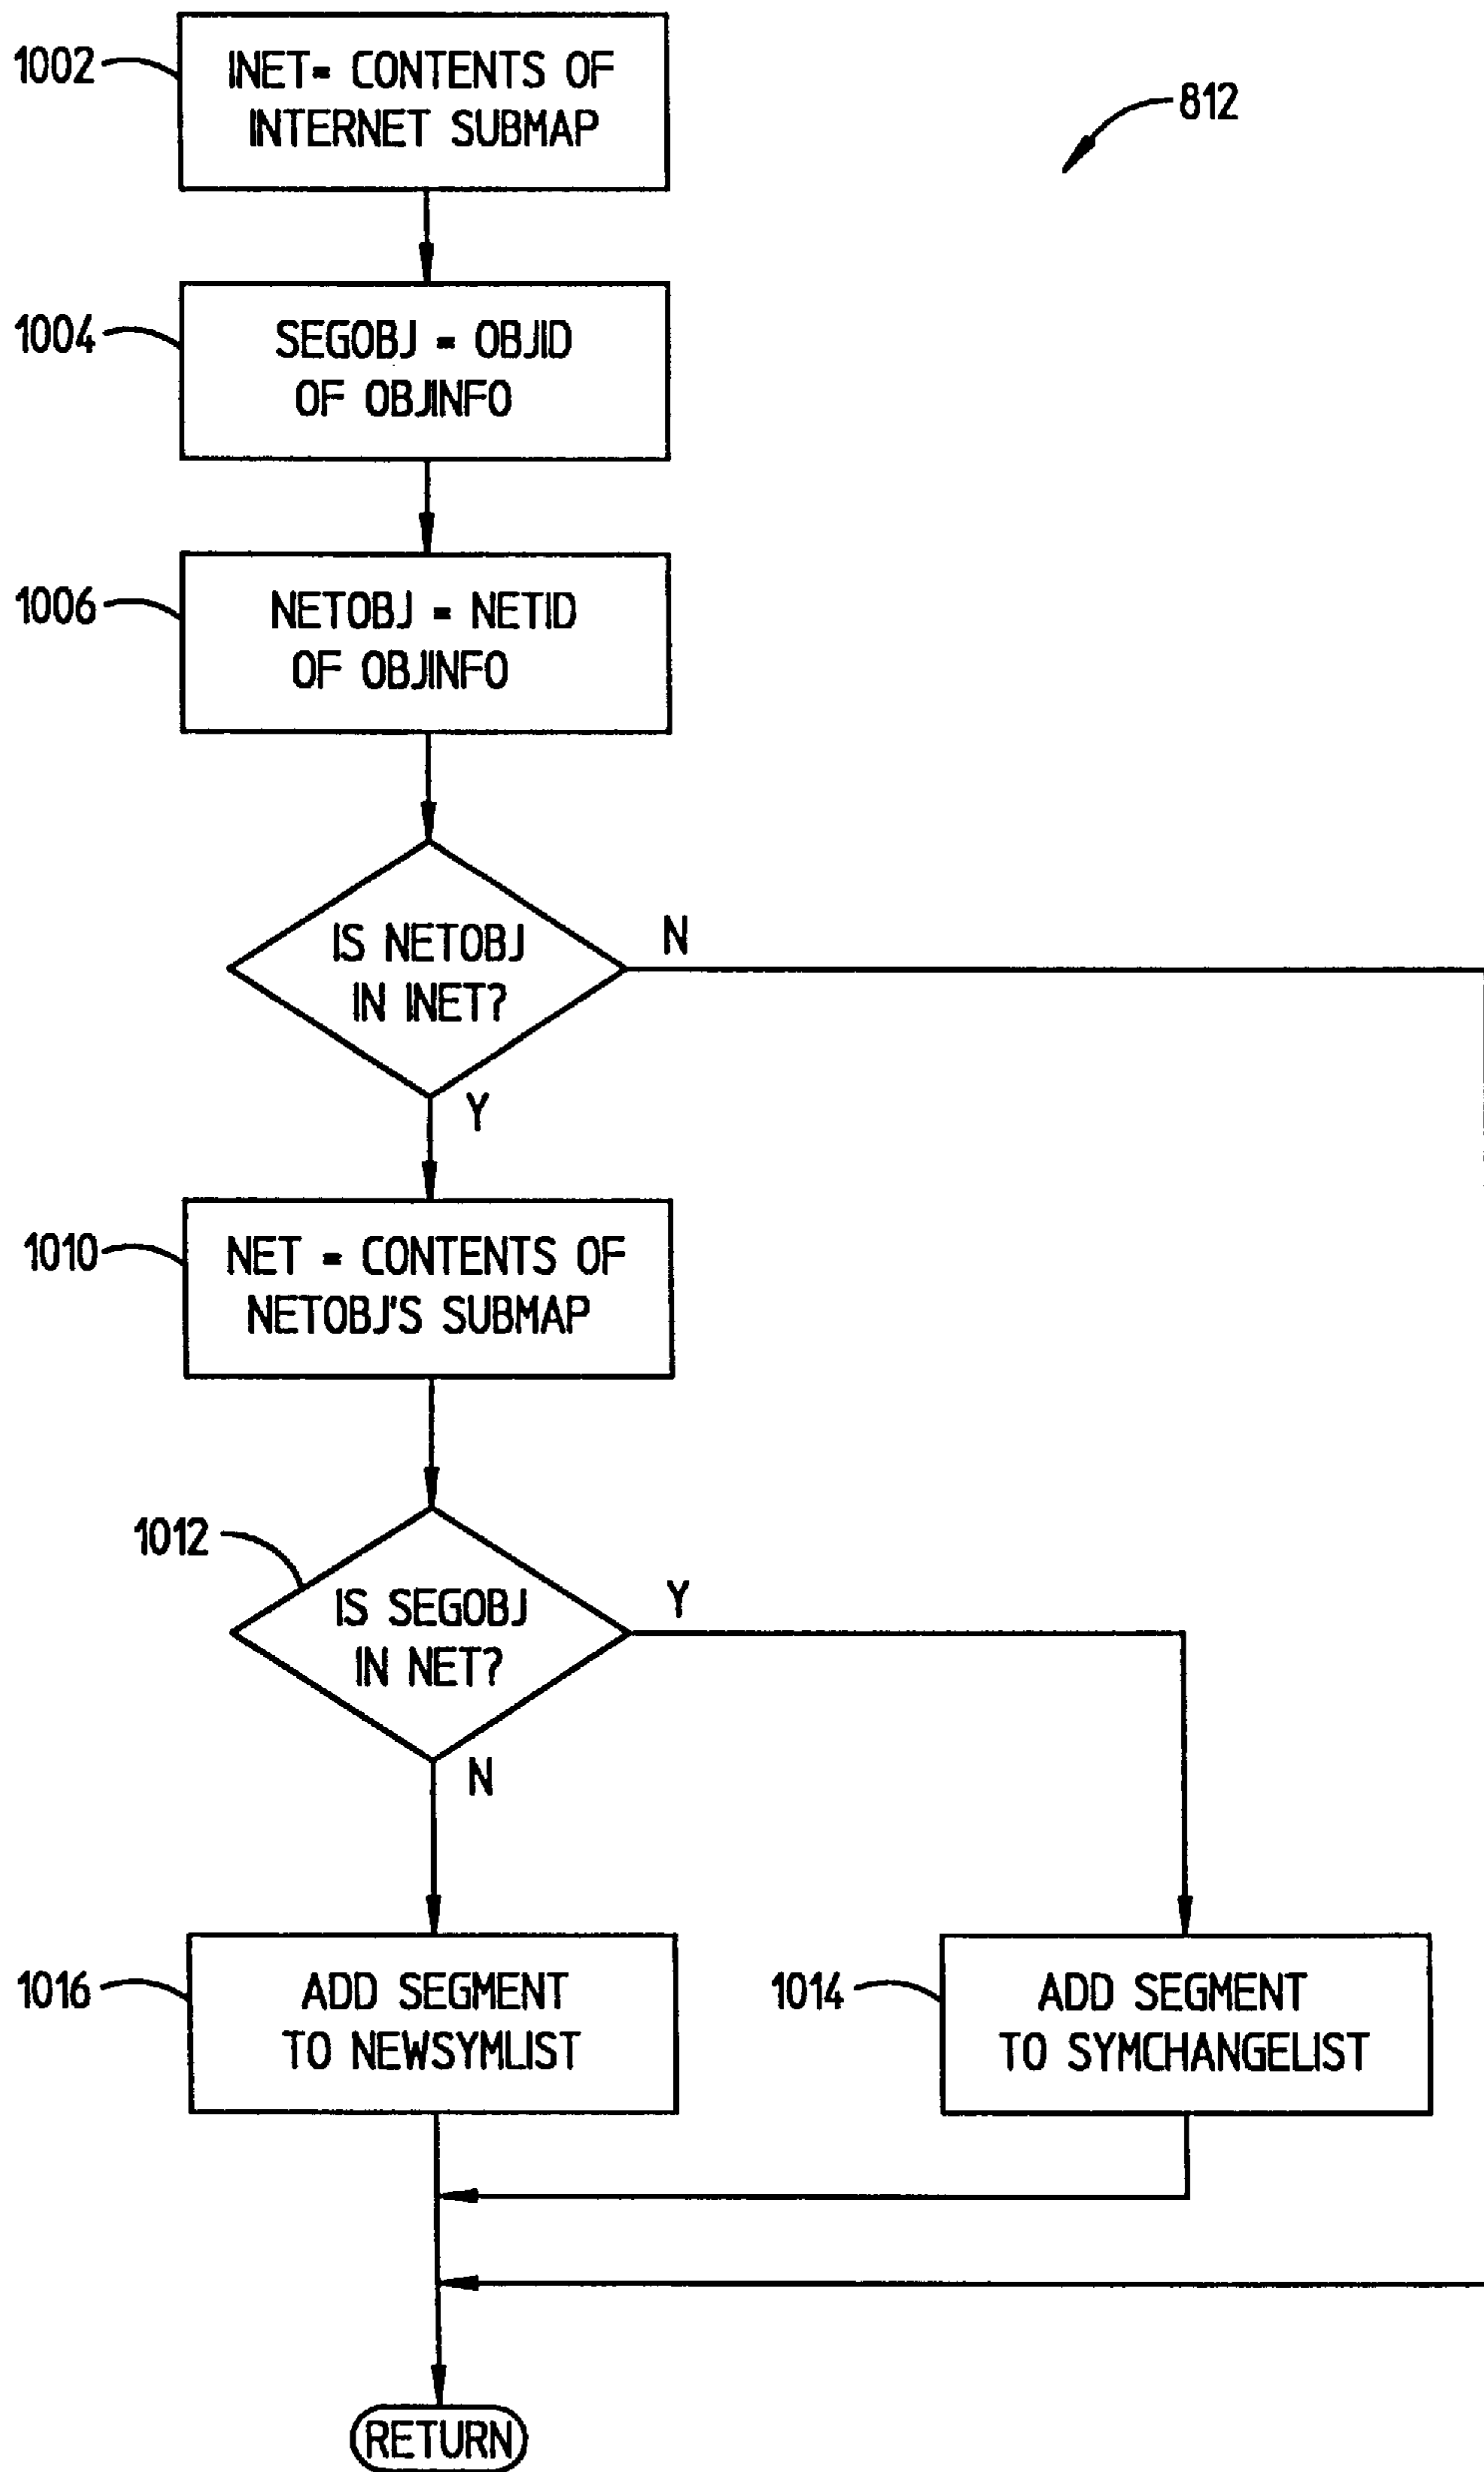 1002
INET= CONTENTS OF
INTERNET SUBMAP
812
1004
SEGOBJ = OBJID
OF OBJINFO
1006
NETOBJ = NETID
OF OBJINFO
IS NETOBJ
IN INET?
N
Y
1010
NET = CONTENTS OF
NETOBJ'S SUBMAP
1012
IS SEGOBJ
IN NET?
Y
N
1016
ADD SEGMENT
TO NEWSYMLIST
1014
ADD SEGMENT
TO SYMCHANGELIST
RETURN